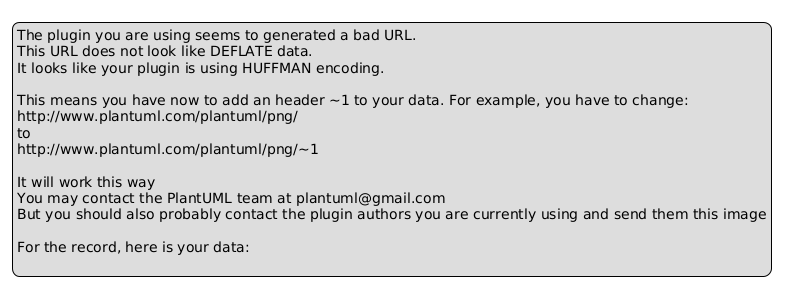 The plugin you are using seems to generated a bad URL.
This URL does not look like DEFLATE data.
It looks like your plugin is using HUFFMAN encoding.
This means you have now to add an header ~1 to your data. For example, you have to change:
http://www.plantuml.com/plantuml/png/
to
http://www.plantuml.com/plantuml/png/~1
It will work this way
You may contact the PlantUML team at plantuml@gmail.com
But you should also probably contact the plugin authors you are currently using and send them this image
For the record, here is your data: